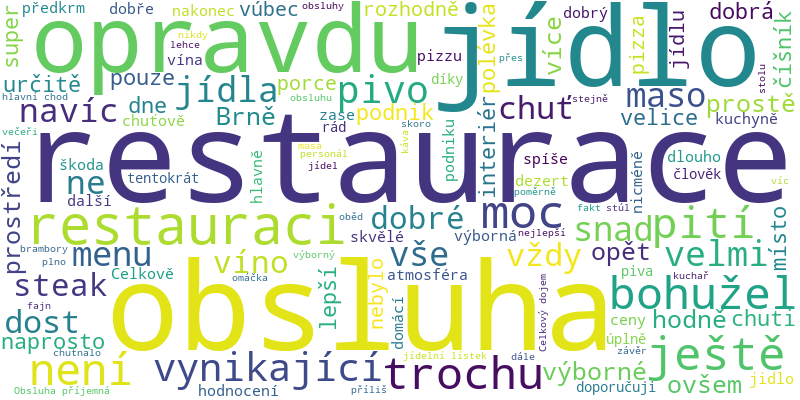 předkrm dobře nakonec vůbec obsluhy rozhodně dobrý dobrá
super opravdu nikdy lehce vína pizzu přes polévka více pizza jídlu číšník stolu
jídlo
určitě pouze jídla porce pivo díky maso prostě
hlavní chod dne obsluhu navíc Brně zase podnik chuť velice stejně kuchyně
chuťově rád skoro káva interiér
večeři restaurace
masa personál jídel podniku spíše dlouho
škoda ne tentokrát hlavně dezert člověk víc
další poměrně nicméně
prostředí restauraci oběd dobré moc fakt stůl snad pití místo
skvělé výborná nejlepší
brambory menu plno vše vždy opět velmi
víno výborný atmosféra
Celkově omáčka nebylo piva kuchař
steak obsluha lepší domácí Celkový dojem bohužel
fajn
dost ceny hodně chuti
naprosto úplně
chutnalo není vynikající jídelní lístek dále závěr ještě
trochu výborné jídlo
Obsluha příjemná hodnocení příliš doporučuji ovšem